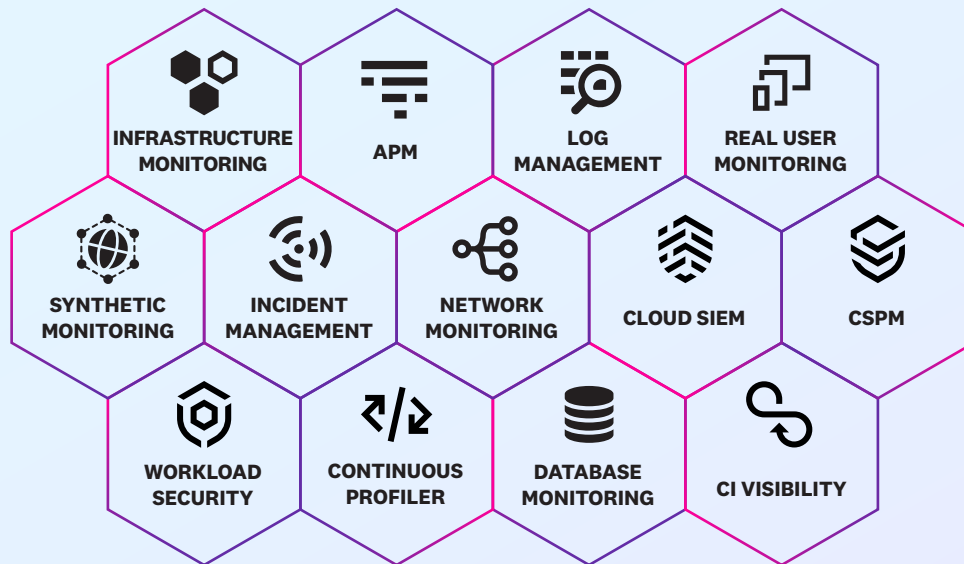 INFRASTRUCTURE
MONITORING
APM
LOG
MANAGEMENT
REAL USER
MONITORING
SYNTHETIC
MONITORING
INCIDENT
MANAGEMENT
NETWORK
MONITORING
CLOUD SIEM
CSPM
WORKLOAD
SECURITY
CONTINUOUS
PROFILER
DATABASE
MONITORING
CI VISIBILITY